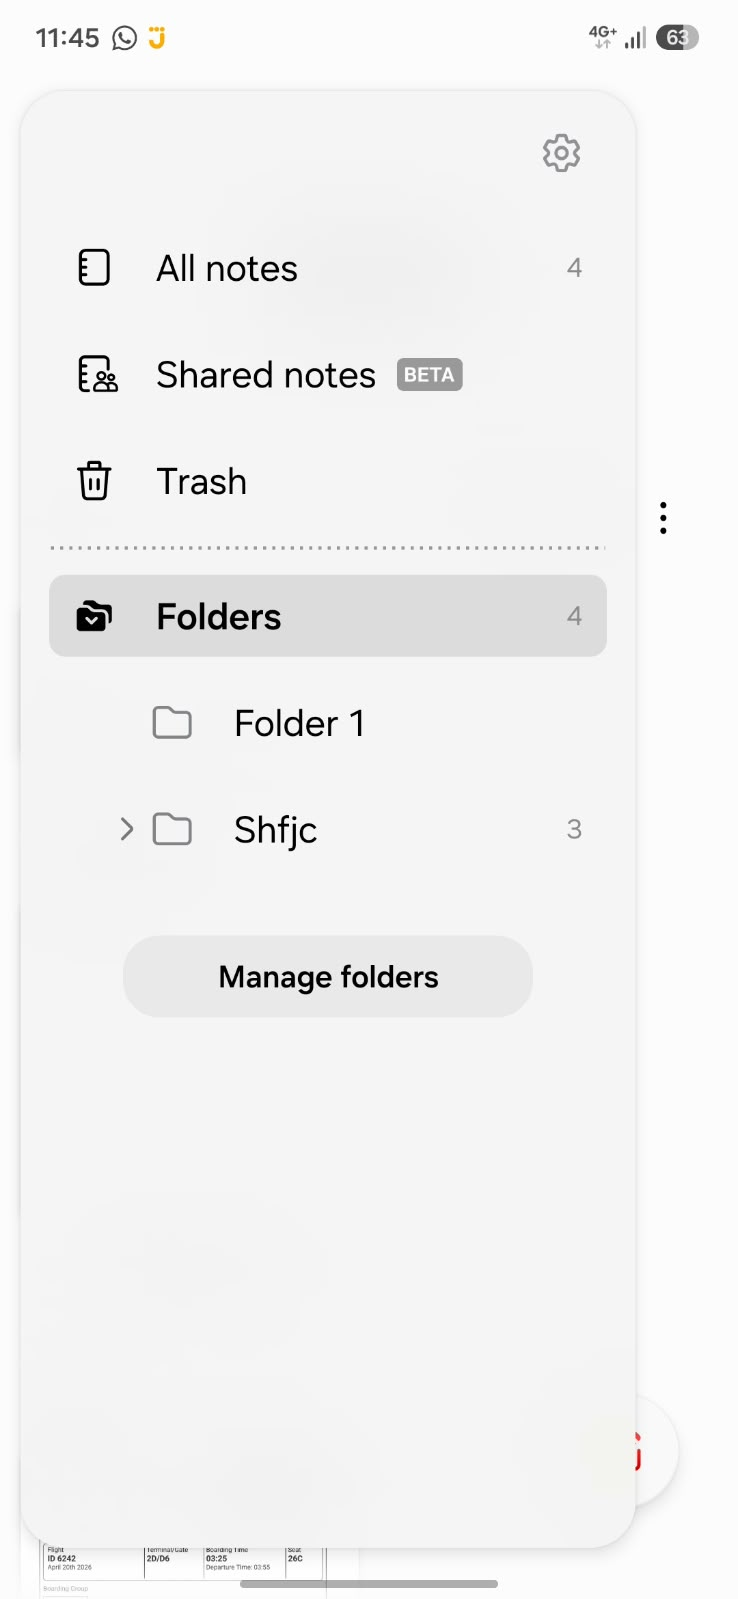 11:45 4G+ 63
All notes 4
Shared notes BETA
Trash
Folders 4
Folder 1
Shfjc 3
Manage folders
Flight Terminal/Gate Boarding Time Seat
ID 6242 2D/D6 03:25 26C
April 20th 2026 Departure Time: 03:55
Boarding Group